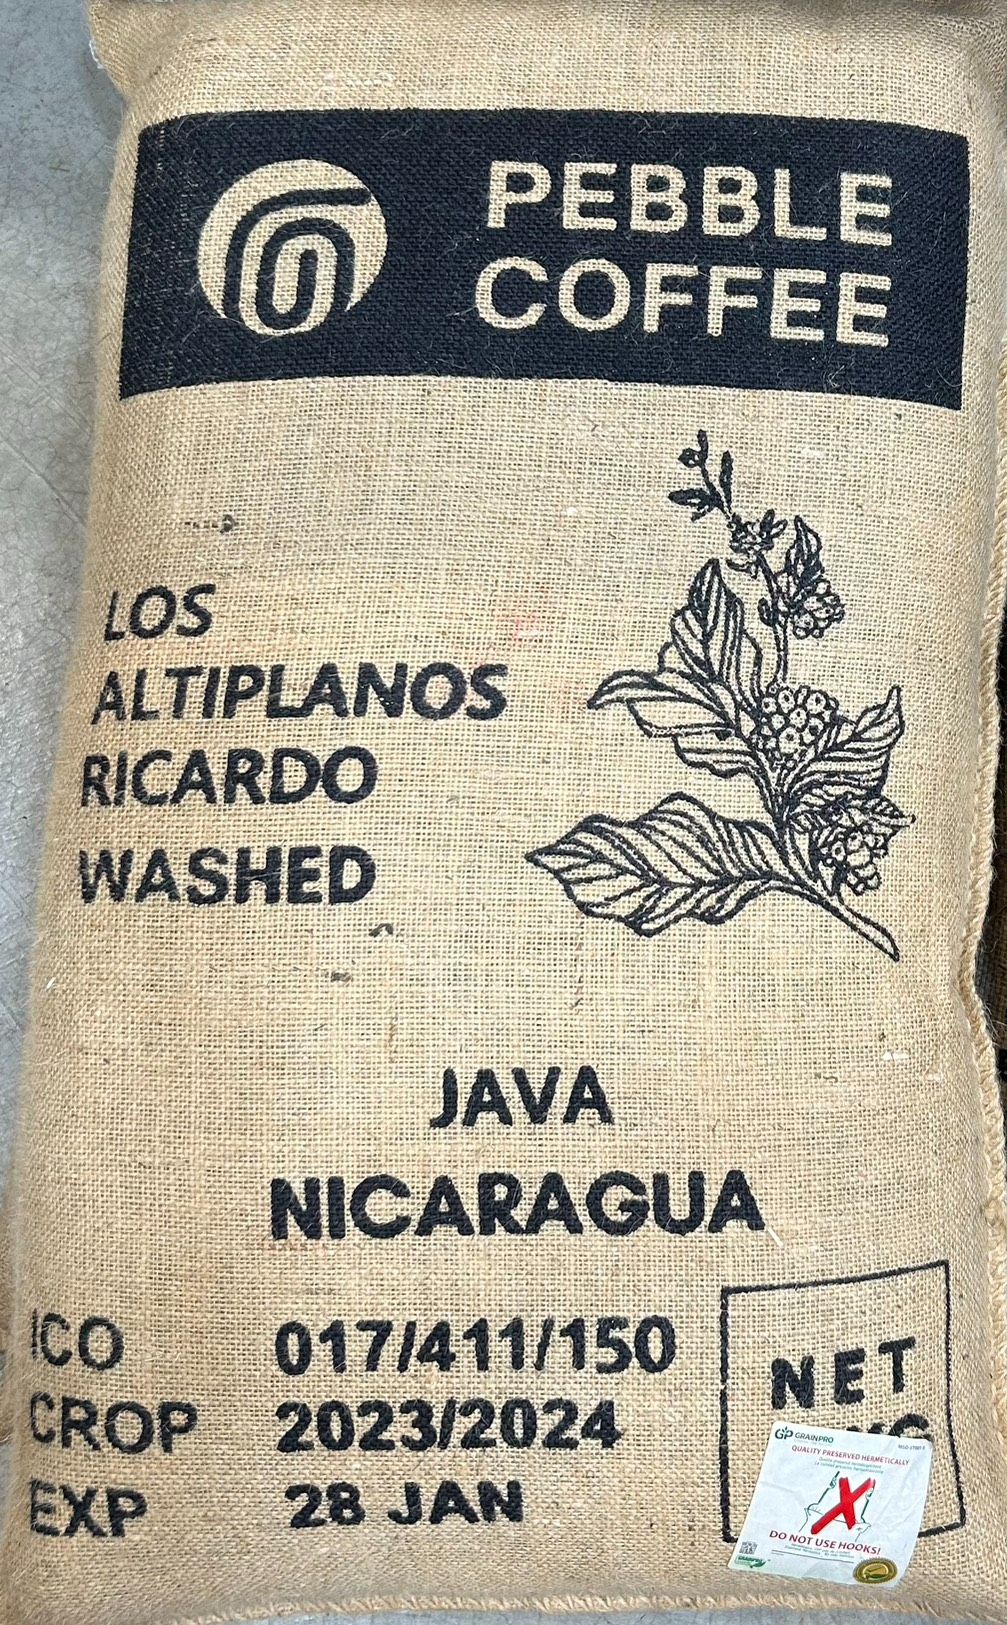 PEBBLE
COFFEE
LOS
ALTIPLANOS
RICARDO
WASHED
JAVA
NICARAGUA
ICO 017/411/150
CROP 2023/2024
EXP 28 JAN
NET
GP GRAINPRO
QUALITY PRESERVED HERMETICALLY
DO NOT USE HOOKS!